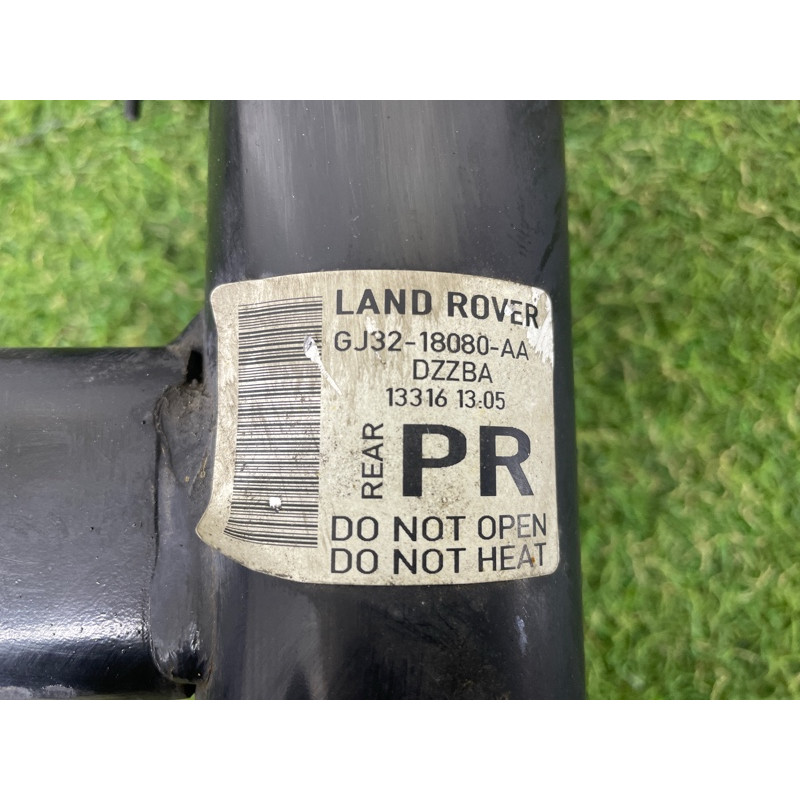 LAND ROVER
GJ32-18080-AA
DZZBA
13316 13:05
REAR
PR
DO NOT OPEN
DO NOT HEAT